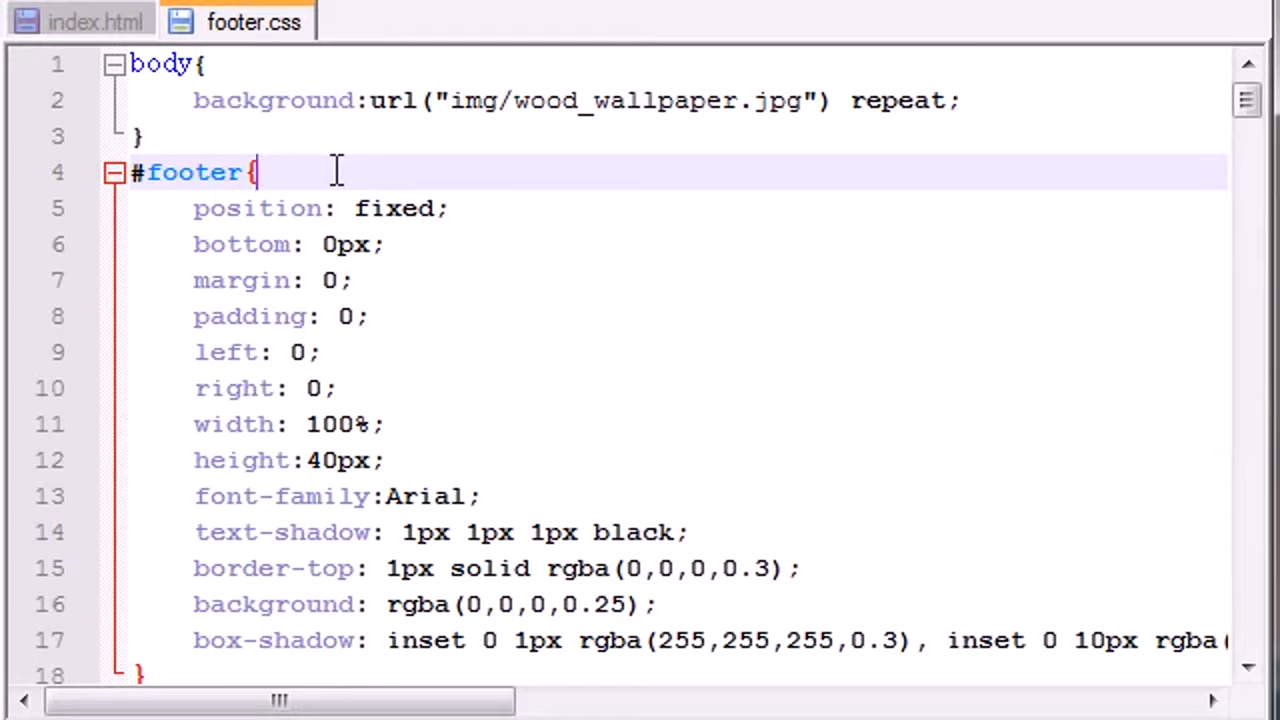 index.html footer.css
1 body{
2 background:url("img/wood_wallpaper.jpg") repeat;
3 }
4 #footer{
5 position: fixed;
6 bottom: 0px;
7 margin: 0;
8 padding: 0;
9 left: 0;
10 right: 0;
11 width: 100%;
12 height:40px;
13 font-family:Arial;
14 text-shadow: 1px 1px 1px black;
15 border-top: 1px solid rgba(0,0,0,0.3);
16 background: rgba(0,0,0,0.25);
17 box-shadow: inset 0 1px rgba(255,255,255,0.3), inset 0 10px rgba(
18 }